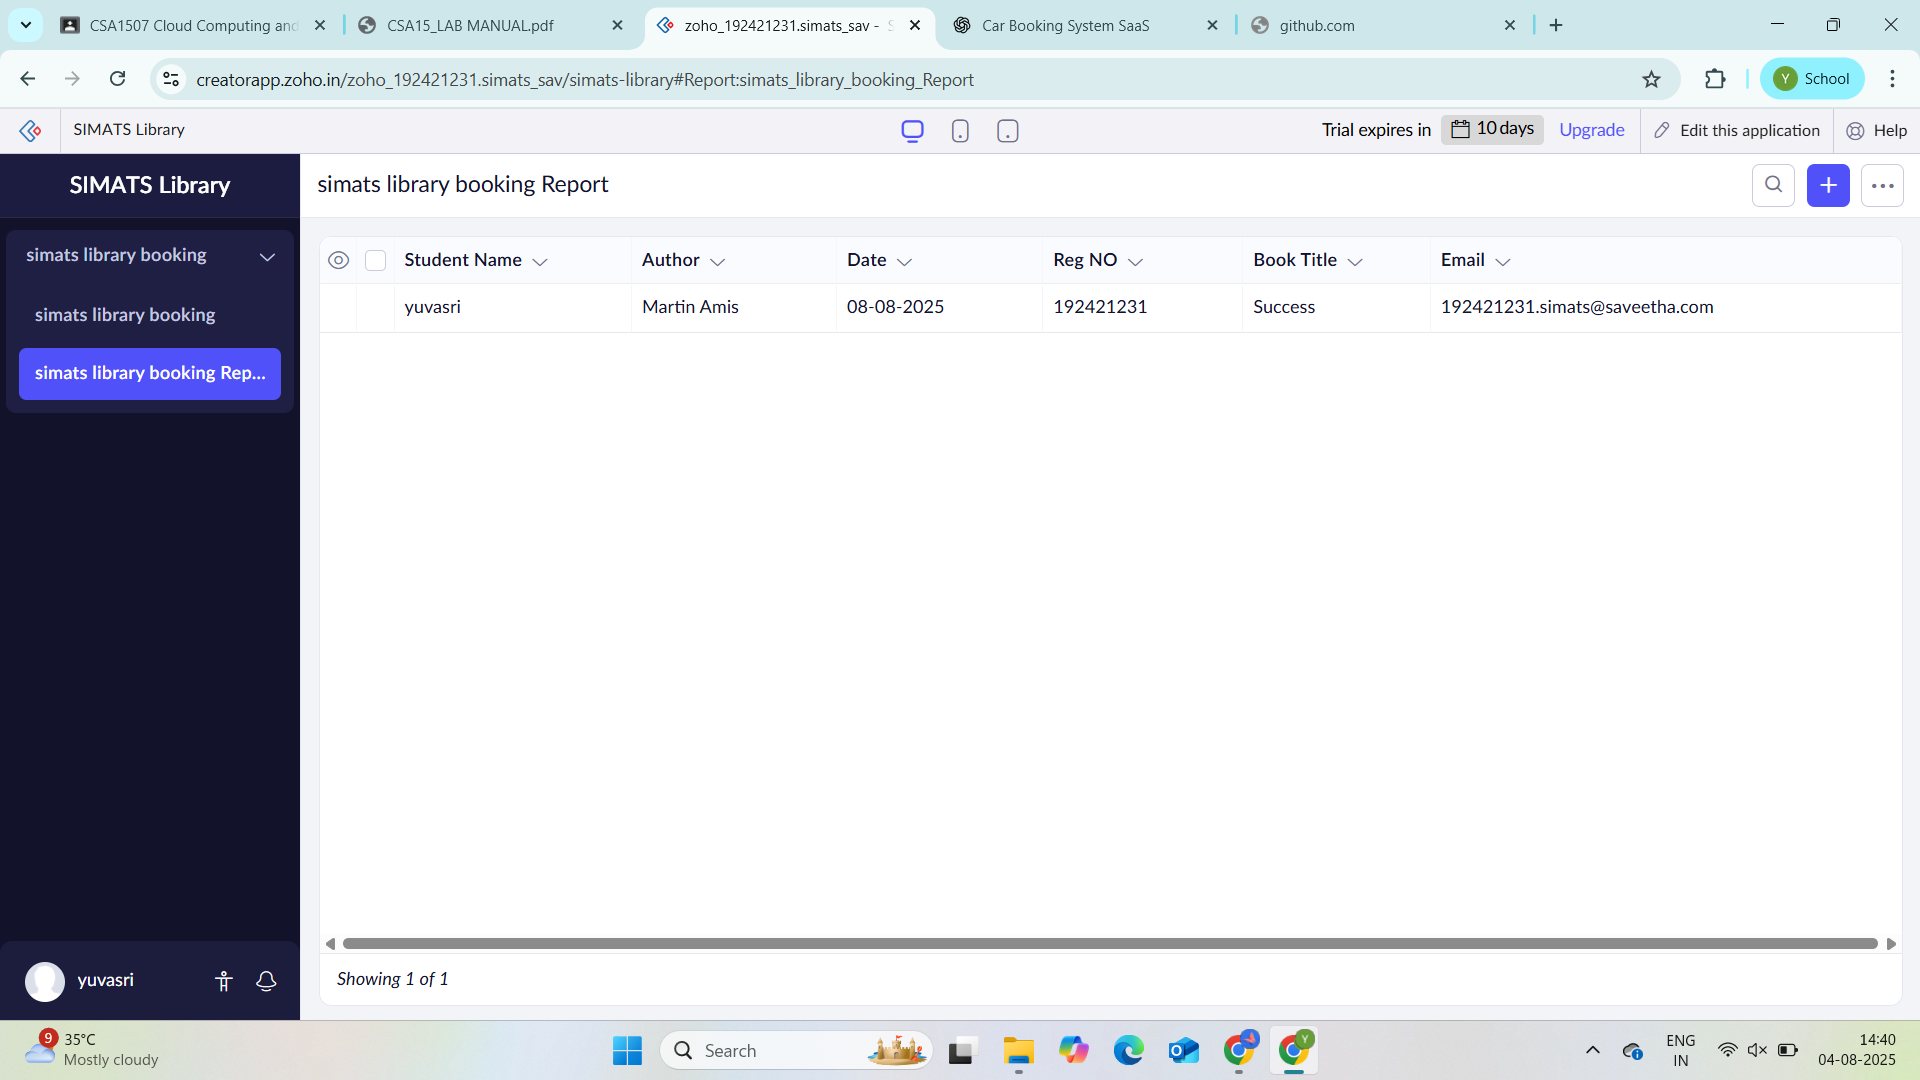 CSA1507 Cloud Computing and
CSA15_LAB MANUAL.pdf
zoho_192421231.simats_sav -
Car Booking System SaaS
github.com
creatorapp.zoho.in/zoho_192421231.simats_sav/simats-library#Report:simats_library_booking_Report
Y School
SIMATS Library
Trial expires in 10 days Upgrade
Edit this application
Help
SIMATS Library
simats library booking Report
simats library booking
simats library booking
simats library booking Rep...
Student Name Author Date Reg NO Book Title Email
yuvasri Martin Amis 08-08-2025 192421231 Success 192421231.simats@saveetha.com
Showing 1 of 1
yuvasri
9
35°C
Mostly cloudy
Search
Y
ENG
IN
14:40
04-08-2025